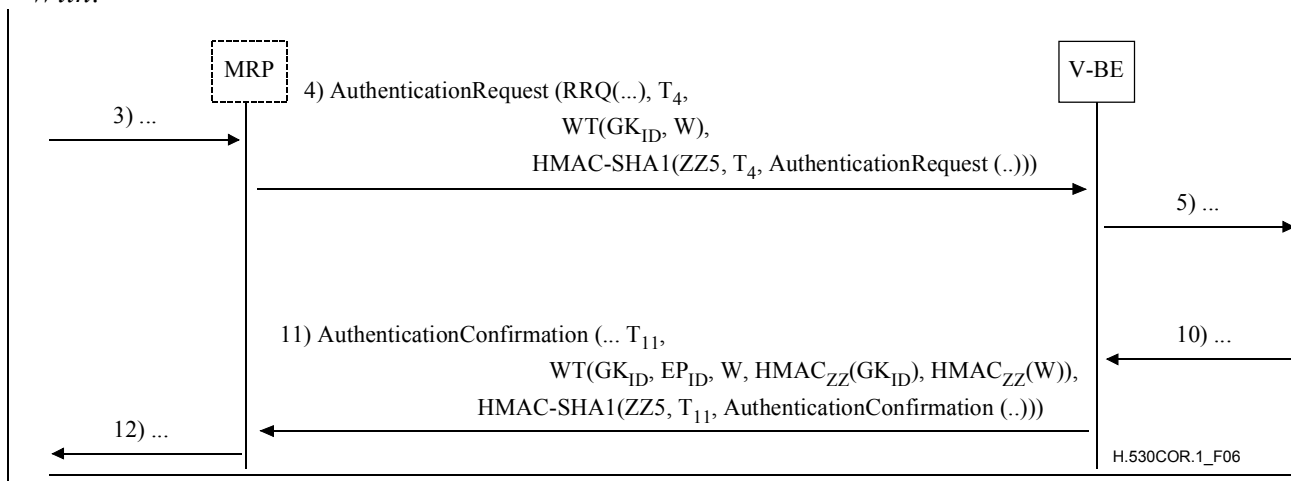 MRP
V-BE
4) AuthenticationRequest (RRQ(...), T4,
3) ...
WT(GKID, W),
HMAC-SHA1(ZZ5, T4, AuthenticationRequest (..)))
5) ...
11) AuthenticationConfirmation (... T11,
10) ...
WT(GKID, EPID, W, HMACZZ(GKID), HMACZZ(W)),
HMAC-SHA1(ZZ5, T11, AuthenticationConfirmation (..)))
12) ...
H.530COR.1_F06